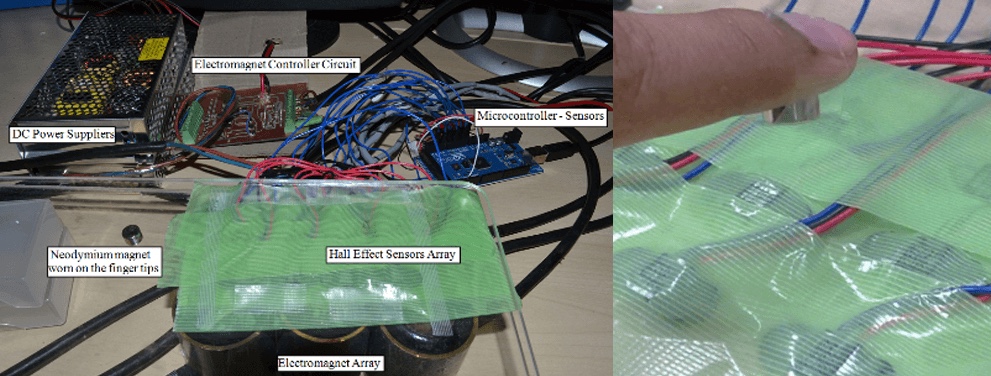 Electromagnet Controller Circuit
Microcontroller - Sensors
DC Power Suppliers
Neodymium magnet
worn on the finger tips
Hall Effect Sensors Array
Electromagnet Array